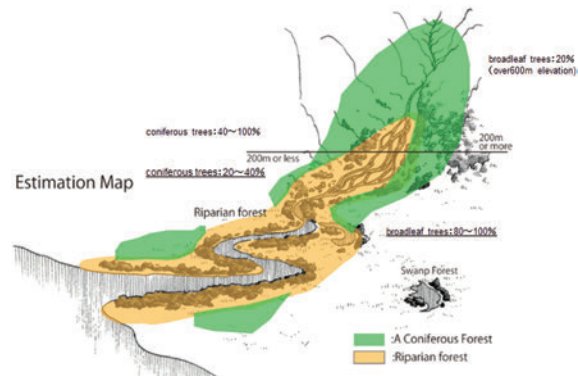 broadleaf trees:20%
(over600m elevation)
coniferous trees:40～100%
200m or less
200m
or more
coniferous trees:20～40%
Estimation Map
Riparian forest
broadleaf trees:80～100%
Swanp Forest
:A Coniferous Forest
:Riparian forest